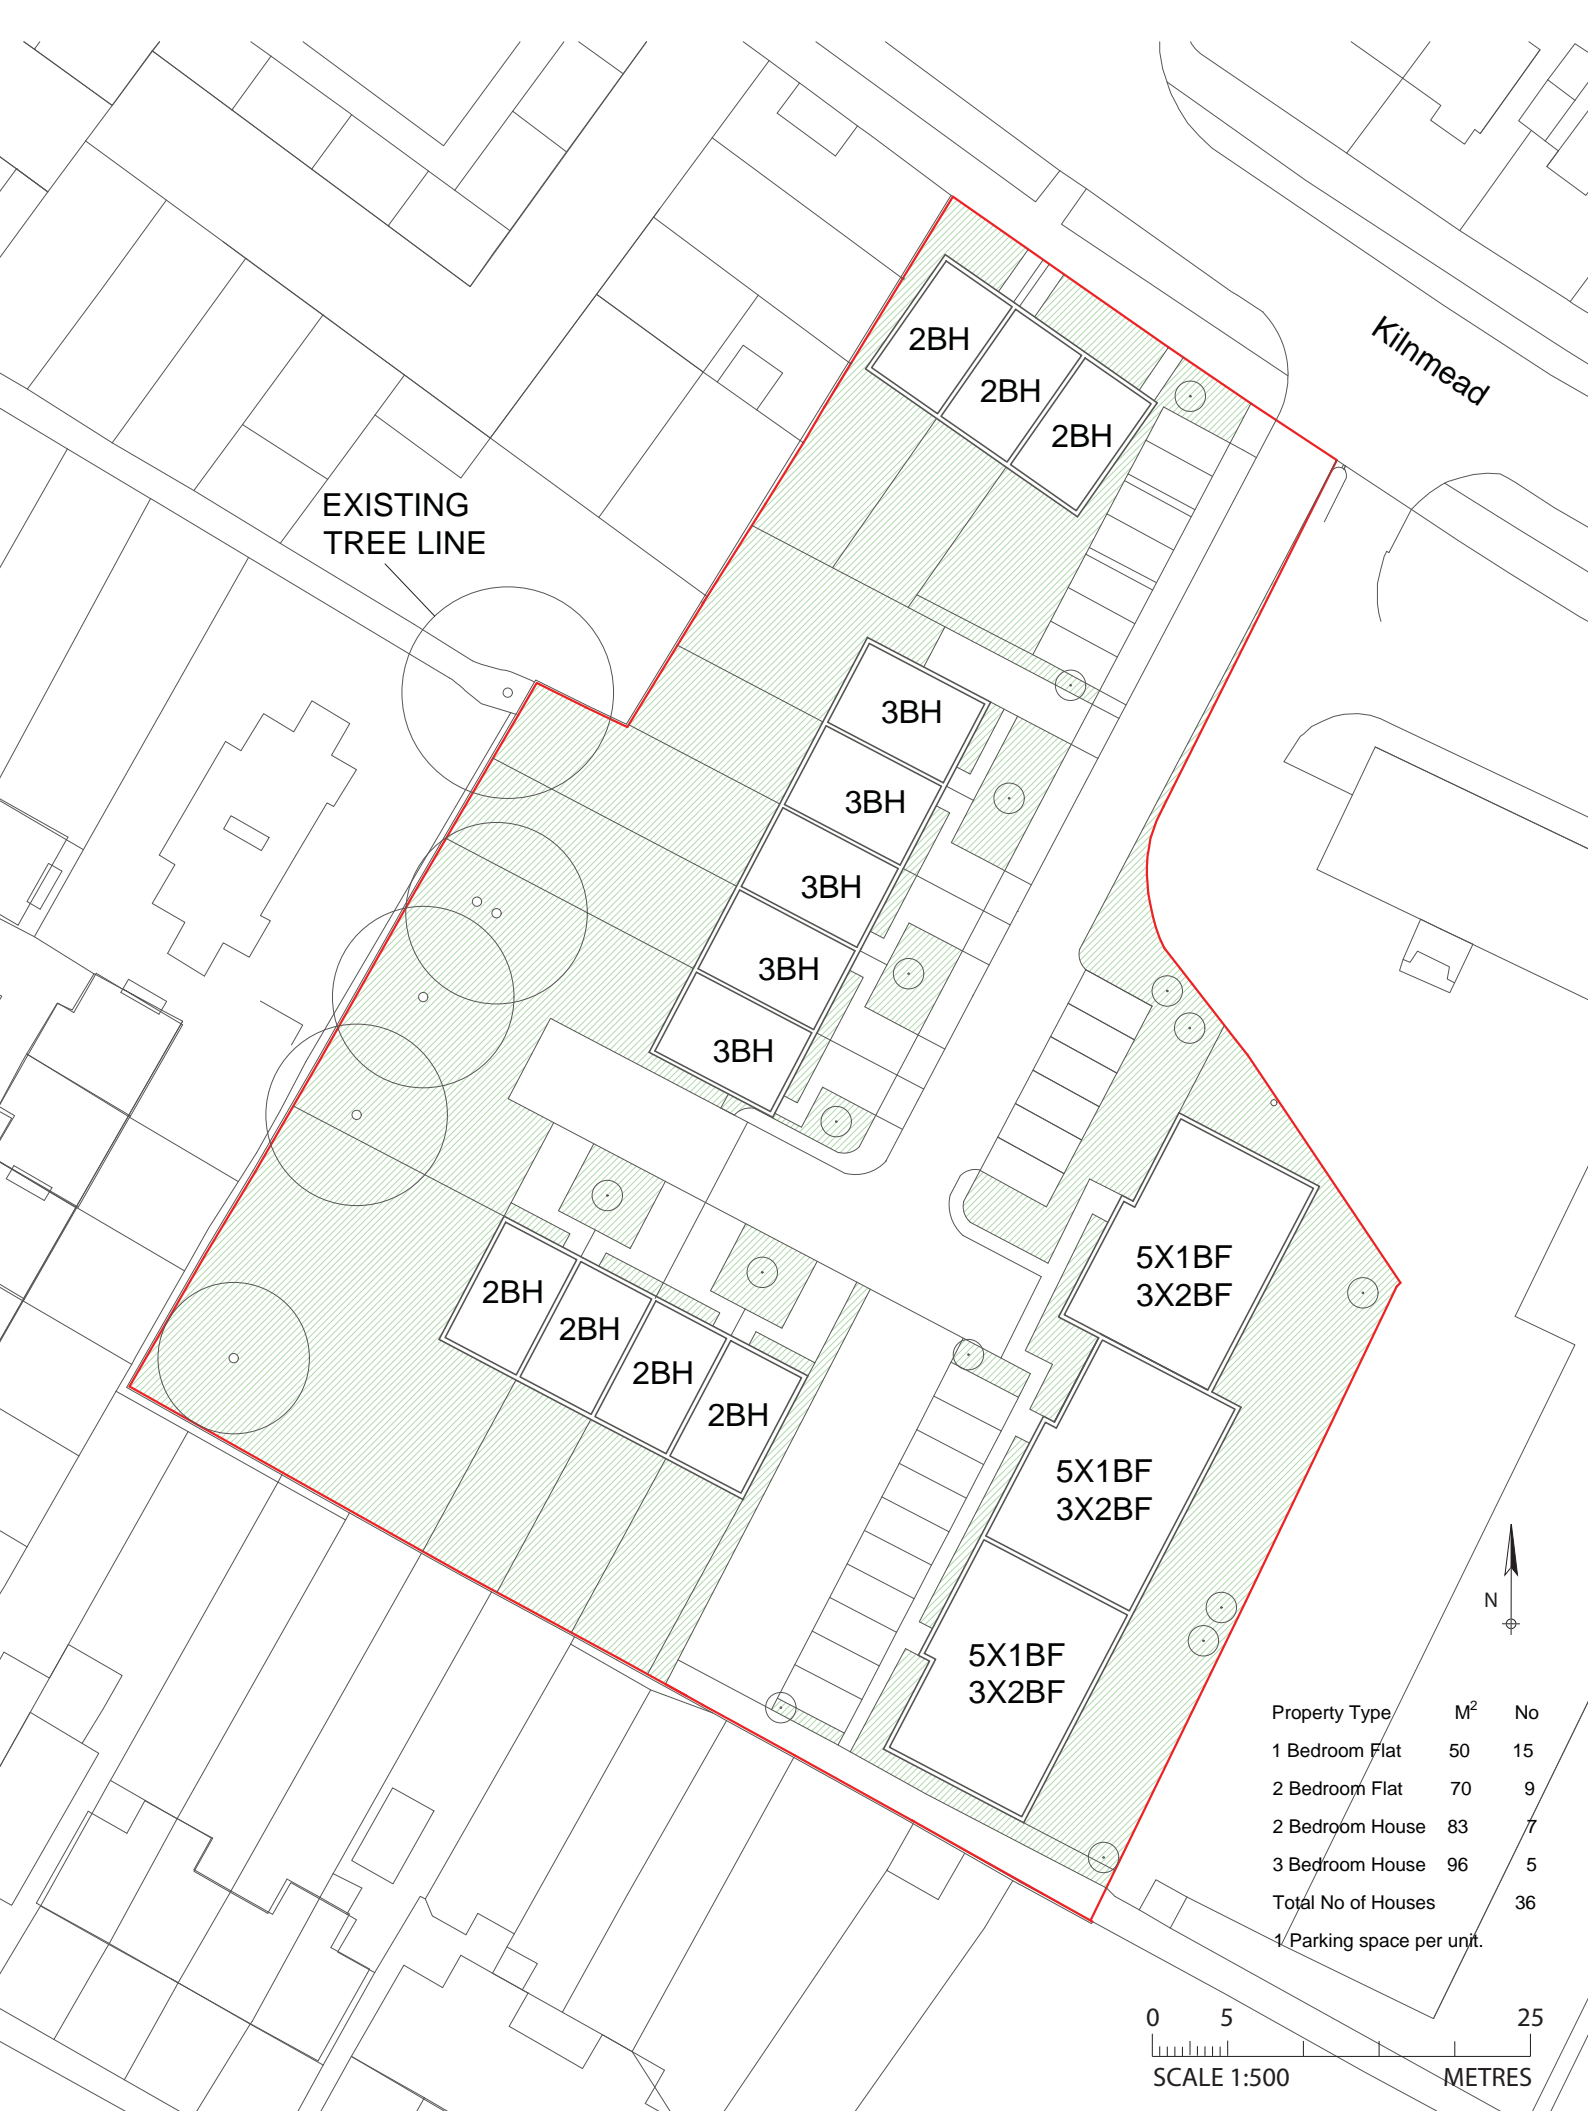 Kilnmead
2BH
2BH
2BH
EXISTING
TREE LINE
3BH
3BH
3BH
3BH
3BH
2BH
2BH
2BH
2BH
5X1BF
3X2BF
5X1BF
3X2BF
5X1BF
3X2BF
N
Property Type M² No
1 Bedroom Flat 50 15
2 Bedroom Flat 70 9
2 Bedroom House 83 7
3 Bedroom House 96 5
Total No of Houses 36
1 Parking space per unit.
0 5 25
SCALE 1:500 METRES